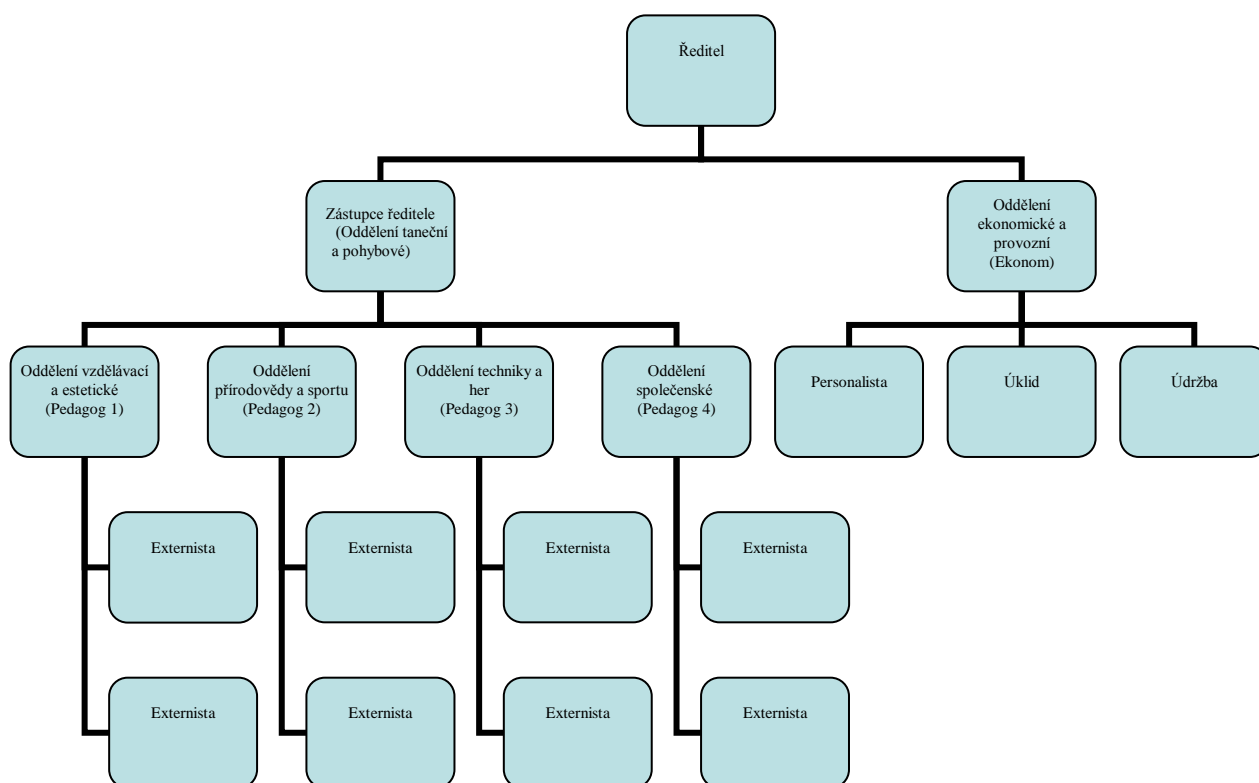 Ředitel
Zástupce ředitele
(Oddělení taneční
a pohybové)
Oddělení
ekonomické a
provozní
(Ekonom)
Oddělení vzdělávací
a estetické
(Pedagog 1)
Oddělení
přírodovědy a sportu
(Pedagog 2)
Oddělení techniky a
her
(Pedagog 3)
Oddělení
společenské
(Pedagog 4)
Personalista
Úklid
Údržba
Externista
Externista
Externista
Externista
Externista
Externista
Externista
Externista